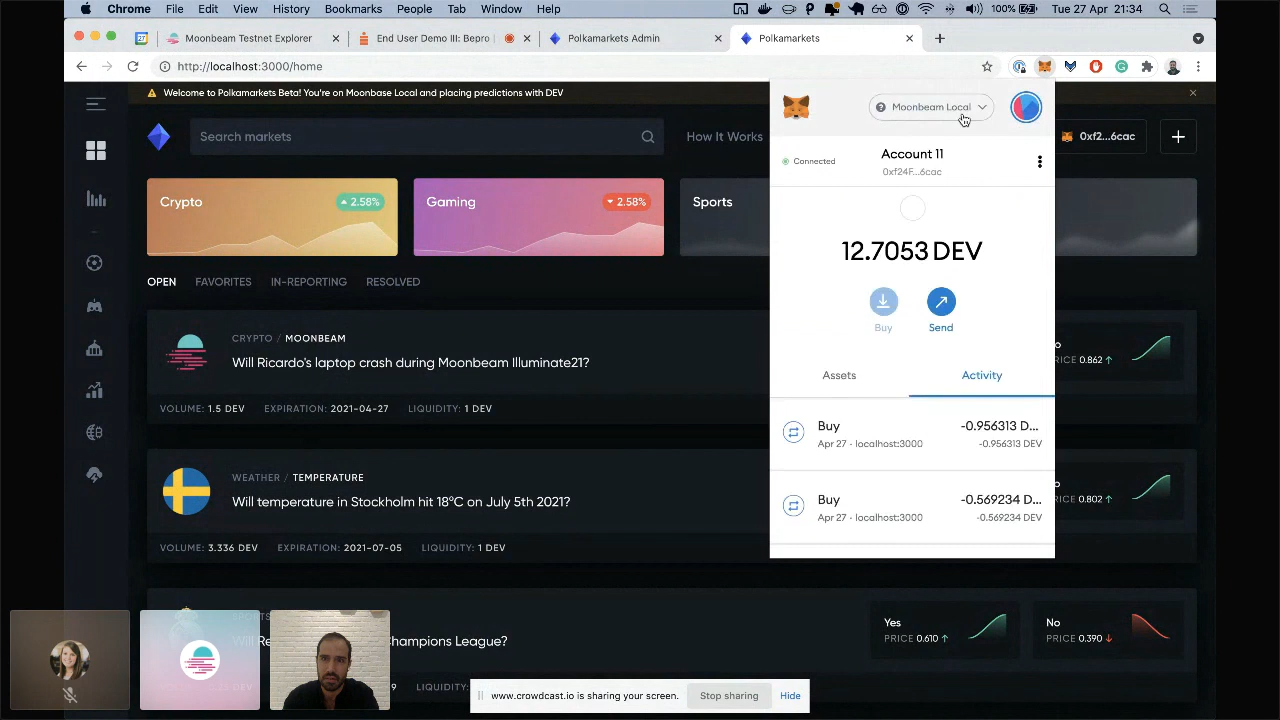 Chrome File Edit View History Bookmarks People Tab Window Help 100% Tue 27 Apr 21:34
27 Moonbeam Testnet Explorer End User Demo III: Bepro Polkamarkets Admin Polkamarkets
http://localhost:3000/home
Welcome to Polkamarkets Beta! You're on Moonbase Local and placing predictions with DEV
Search markets How It Works 0xf2...6cac
Moonbeam Local
Connected
Account 11
0xf24F...6cac
12.7053 DEV
Buy Send
Assets Activity
Buy -0.956313 D...
Apr 27 - localhost:3000 -0.956313 DEV
Buy -0.569234 D...
Apr 27 - localhost:3000 -0.569234 DEV
Crypto 2.58% Gaming 2.58% Sports
OPEN FAVORITES IN-REPORTING RESOLVED
CRYPTO / MOONBEAM
Will Ricardo's laptop crash during Moonbeam Illuminate21?
RICE 0.862
VOLUME: 1.5 DEV EXPIRATION: 2021-04-27 LIQUIDITY: 1 DEV
WEATHER / TEMPERATURE
Will temperature in Stockholm hit 18ºC on July 5th 2021?
RICE 0.802
VOLUME: 3.336 DEV EXPIRATION: 2021-07-05 LIQUIDITY: 1 DEV
hampions League?
Yes No
PRICE 0.610 PRICE 0.390
9 LIQUIDITY:
www.crowdcast.io is sharing your screen. Stop sharing Hide